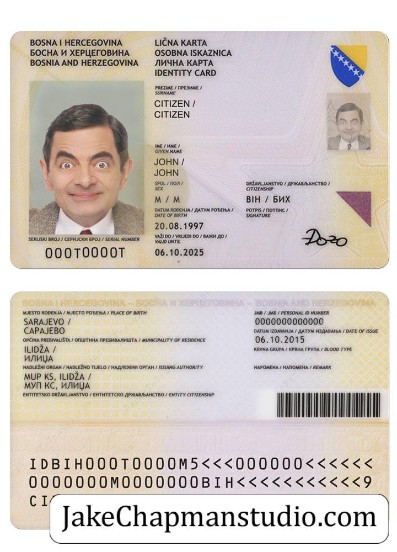 BOSNA I HERCEGOVINA
БОСНА И ХЕРЦЕГОВИНА
BOSNIA AND HERZEGOVINA
LIČNA KARTA
OSOBNA ISKAZNICA
ЛИЧНА КАРТА
IDENTITY CARD
PREZIME / ПРЕЗИМЕ /
SURNAME
CITIZEN /
CITIZEN
IME / ИМЕ /
GIVEN NAME
JOHN /
JOHN
SPOL / ПОЛ /
SEX
M / M
DRŽAVLJANSTVO / ДРЖАВЉАНСТВО /
CITIZENSHIP
BIH / БИХ
DATUM ROĐENJA / ДАТУМ РОЂЕЊА /
DATE OF BIRTH
20.08.1997
POTPIS / ПОТПИС /
SIGNATURE
VAŽI DO / VRIJEDI DO / ВАЖИ ДО /
VALID UNTIL
06.10.2025
SERIJSKI BROJ / СЕРИЈСКИ БРОЈ / SERIAL NUMBER
000T0000T
BOSNA I HERCEGOVINA – БОСНА И ХЕРЦЕГОВИНА – BOSNIA AND HERZEGOVINA
MJESTO ROĐENJA / МЈЕСТО РОЂЕЊА / PLACE OF BIRTH
SARAJEVO /
САРАЈЕВО
OPĆINA PREBIVALIŠTA / ОПШТИНА ПРЕБИВАЛИШТА / MUNICIPALITY OF RESIDENCE
ILIDŽA /
ИЛИЏА
NADLEŽNI ORGAN / NADLEŽNO TIJELO / НАДЛЕЖНИ ОРГАН / ISSUING AUTHORITY
MUP KS, ILIDŽA /
МУП КС, ИЛИЏА
ENTITETSKO DRŽAVLJANSTVO / ЕНТИТЕТСКО ДРЖАВЉАНСТВО / ENTITY CITIZENSHIP
JMB / ЈМБ / PERSONAL ID NUMBER
0000000000000
DATUM IZDAVANJA / ДАТУМ ИЗДАВАЊА / DATE OF ISSUE
06.10.2015
KRVNA GRUPA / КРВНА ГРУПА / BLOOD TYPE
NAPOMENA / НАПОМЕНА / REMARK
IDBIH000T0000M5<<<000000<<<<<<
0000000M0000000BIH<<<<<<<<<<<9
CI
JakeChapmanstudio.com